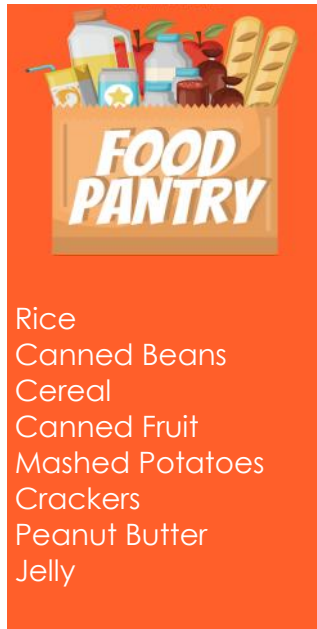 FOOD
PANTRY
Rice
Canned Beans
Cereal
Canned Fruit
Mashed Potatoes
Crackers
Peanut Butter
Jelly